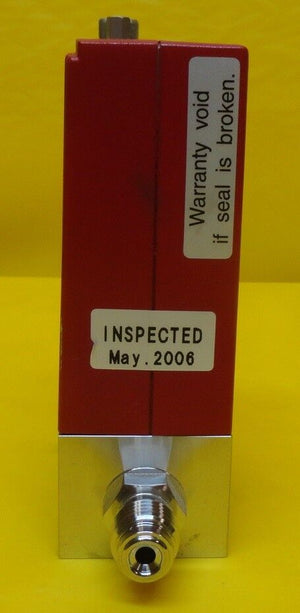 Warranty void
if seal is broken.
INSPECTED
May.2006